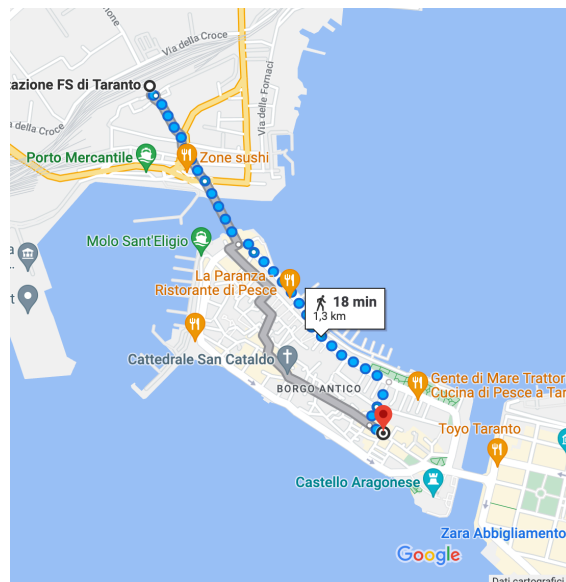 Via della Croce
tazione FS di Taranto
a della Croce
Via delle Fornaci
Porto Mercantile
Zone sushi
Molo Sant'Eligio
La Paranza -
Ristorante di Pesce
18 min
1,3 km
Cattedrale San Cataldo
BORGO ANTICO
Gente di Mare Trattor
Cucina di Pesce a Tar
Toyo Taranto
Castello Aragonese
Zara Abbigliamento
Google
Dati cartografici